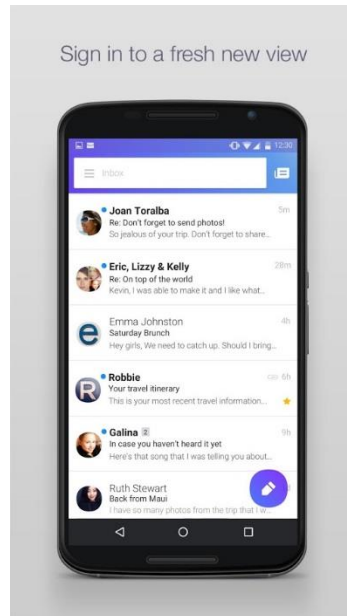 Sign in to a fresh new view
12:30
Inbox
Joan Toralba
5m
Re: Don't forget to send photos!
So jealous of your trip. Don't forget to share...
Eric, Lizzy & Kelly
28m
Re: On top of the world
Kevin, I was able to make it and I like what...
e
Emma Johnston
4h
Saturday Brunch
Hey girls, We need to catch up. Should I bring...
R
Robbie
6h
Your travel itinerary
This is your most recent travel information...
Galina 2
9h
In case you haven't heard it yet
Here's that song that I was telling you about...
Ruth Stewart
Back from Maui
I have so many photos from the trip that I w...